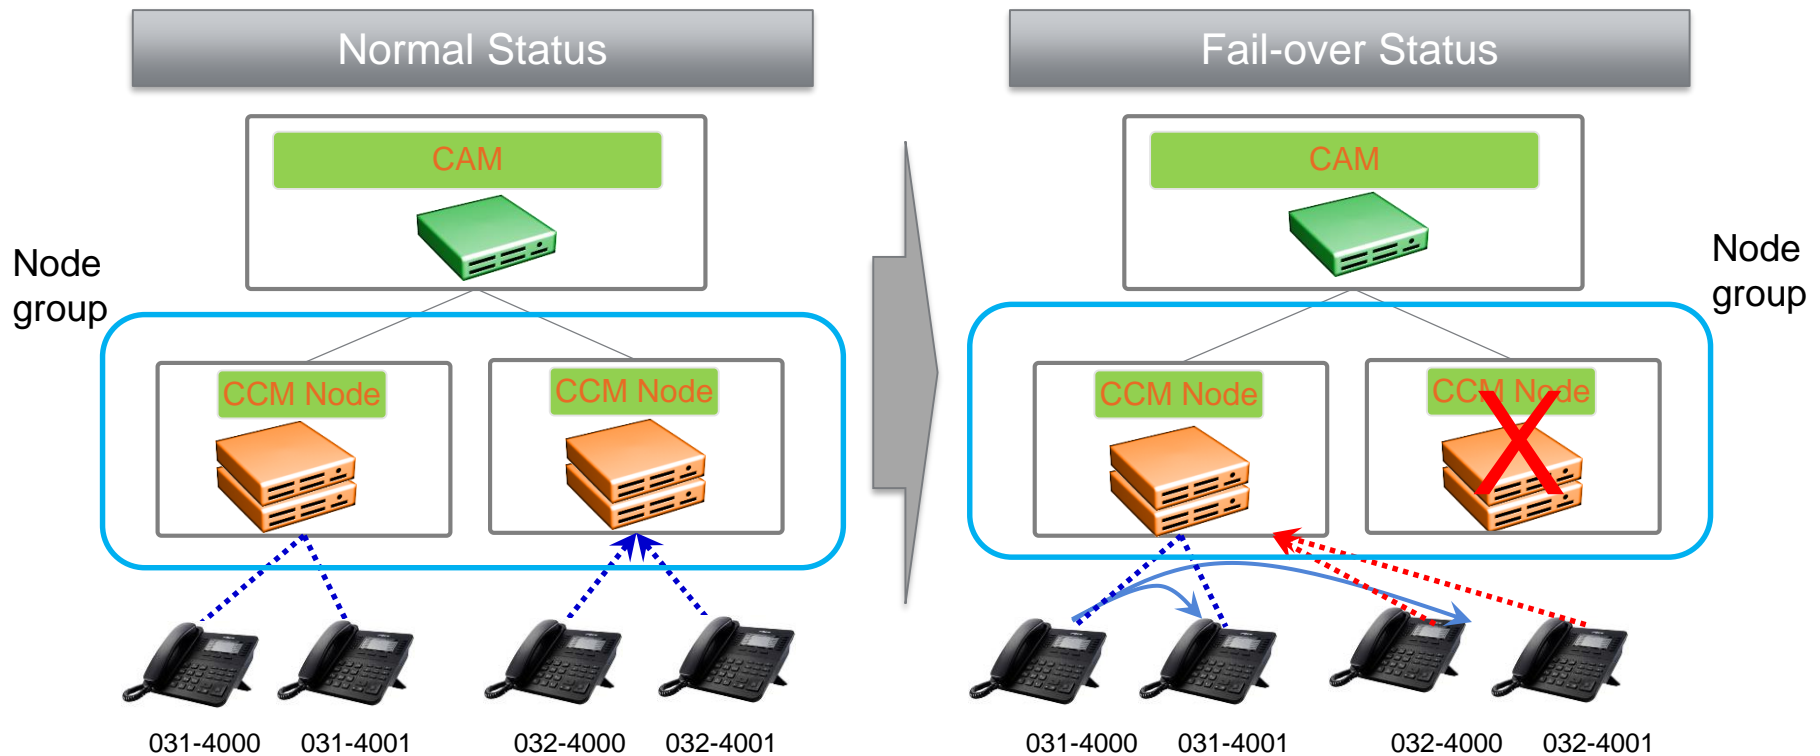 Normal Status
Fail-over Status
CAM
CAM
Node
group
Node
group
CCM Node
CCM Node
CCM Node
CCM Node
X
031-4000
031-4001
032-4000
032-4001
031-4000
031-4001
032-4000
032-4001